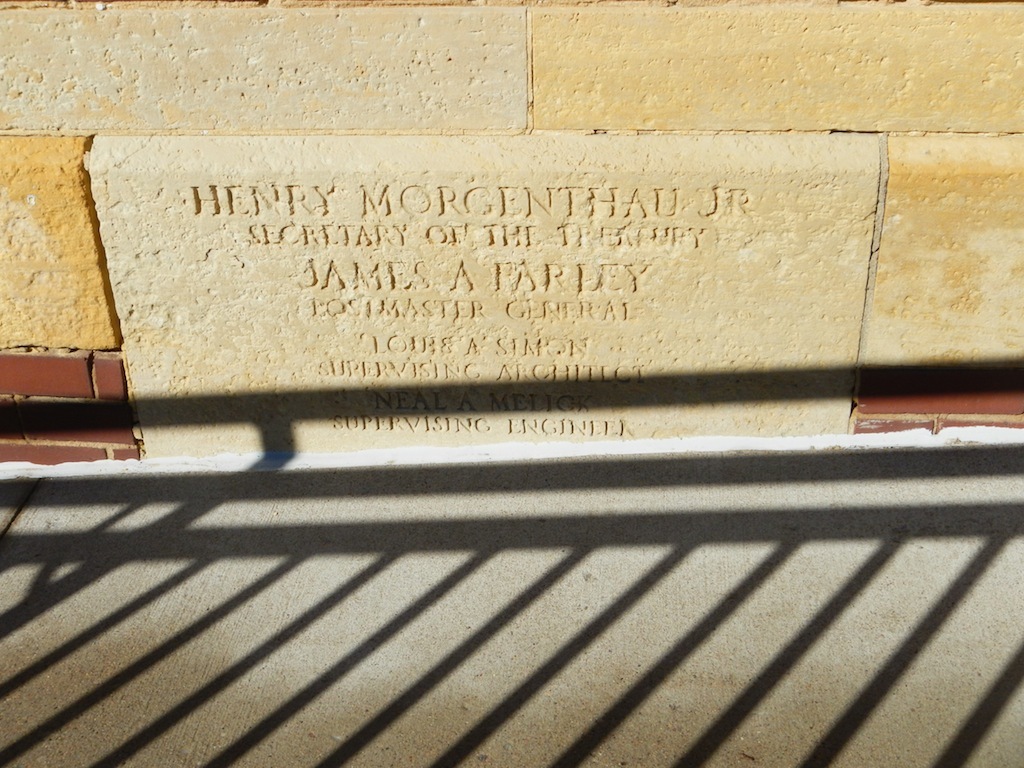 HENRY MORGENTHAU JR
SECRETARY OF THE TREASURY
JAMES A FARLEY
POSTMASTER GENERAL
LOUIS A SIMON
SUPERVISING ARCHITECT
NEAL A MELICK
SUPERVISING ENGINEER